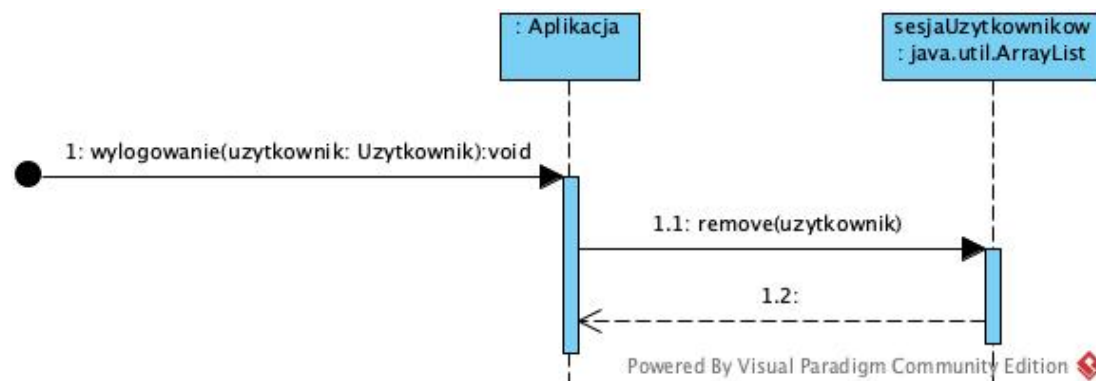 : Aplikacja
sesjaUzytkownikow
: java.util.ArrayList
1: wylogowanie(uzytkownik: Uzytkownik):void
1.1: remove(uzytkownik)
1.2:
Powered By Visual Paradigm Community Edition